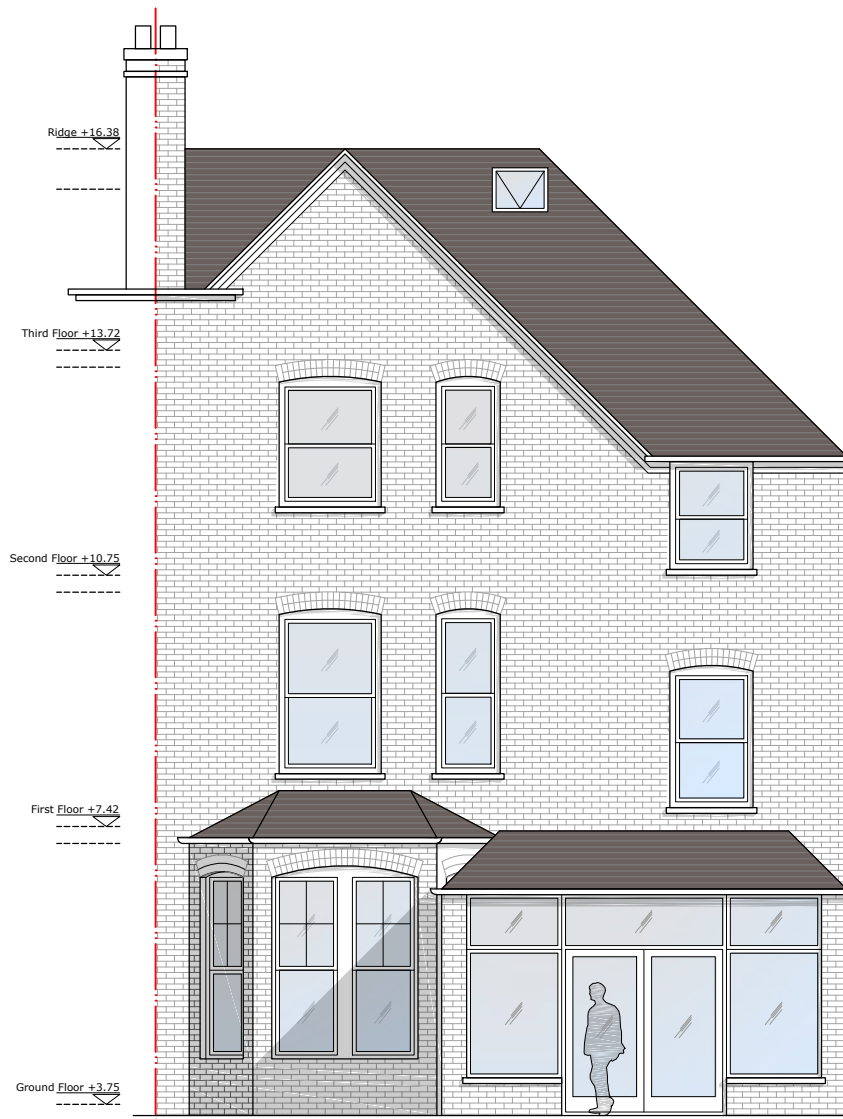 Ridge +16.38
Third Floor +13.72
Second Floor +10.75
First Floor +7.42
Ground Floor +3.75